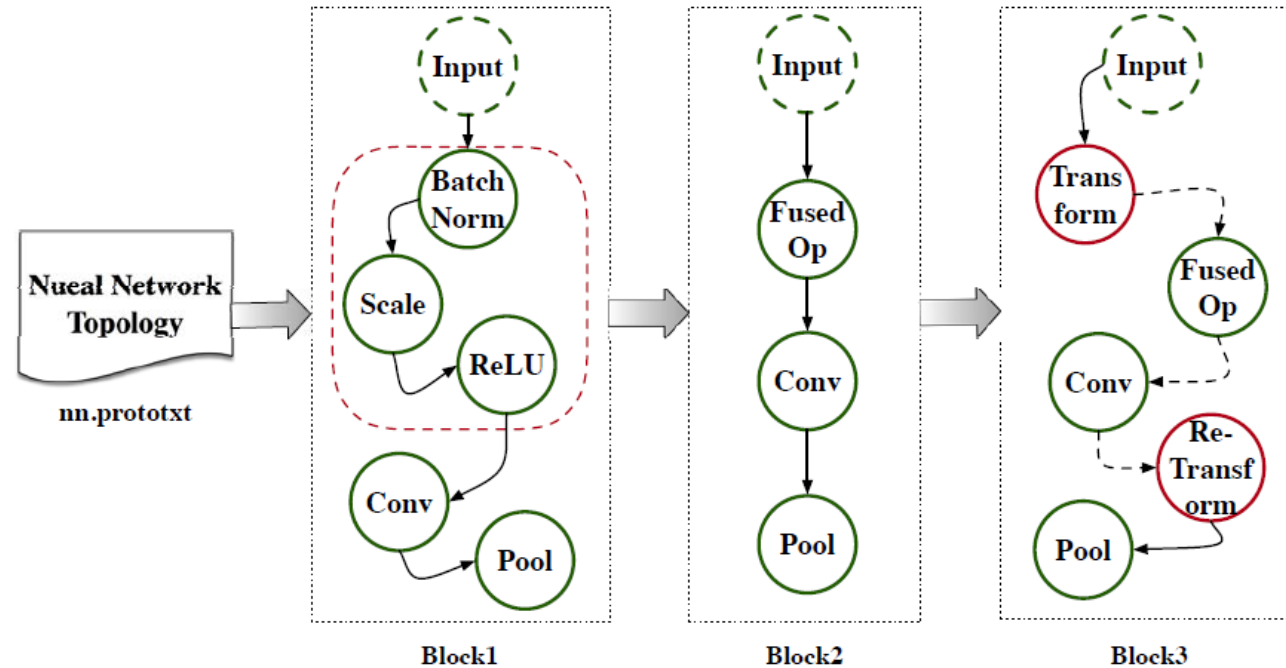 Nueal Network
Topology
nn.prototxt
Input
Batch
Norm
Scale
ReLU
Conv
Pool
Block1
Input
Fused
Op
Conv
Pool
Block2
Input
Trans
form
Fused
Op
Conv
Re-
Transf
orm
Pool
Block3